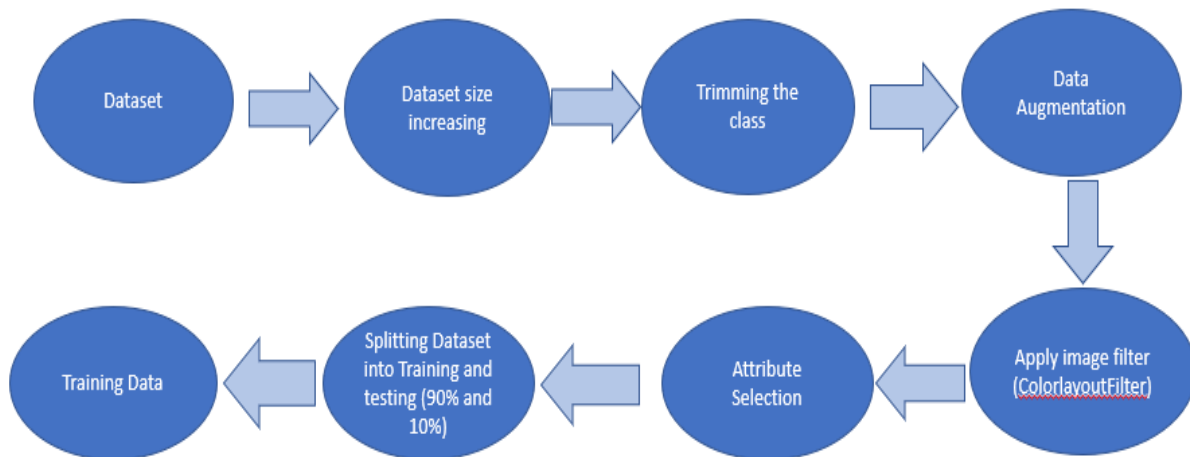 Dataset
Dataset size
increasing
Trimming the
class
Data
Augmentation
Apply image filter
(ColorlayoutFilter)
Attribute
Selection
Splitting Dataset
into Training and
testing (90% and
10%)
Training Data